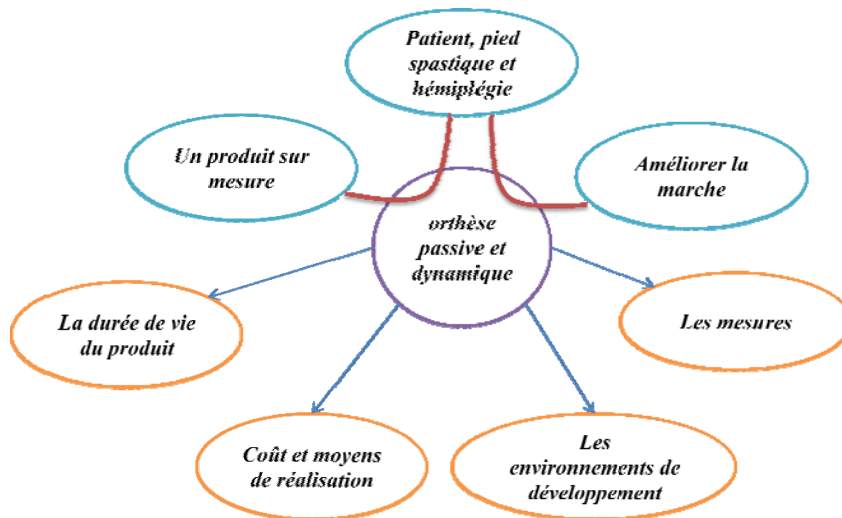 Patient, pied
spastique et
hémiplégie
Un produit sur
mesure
Améliorer la
marche
orthèse
passive et
dynamique
La durée de vie
du produit
Les mesures
Coût et moyens
de réalisation
Les
environnements de
développement